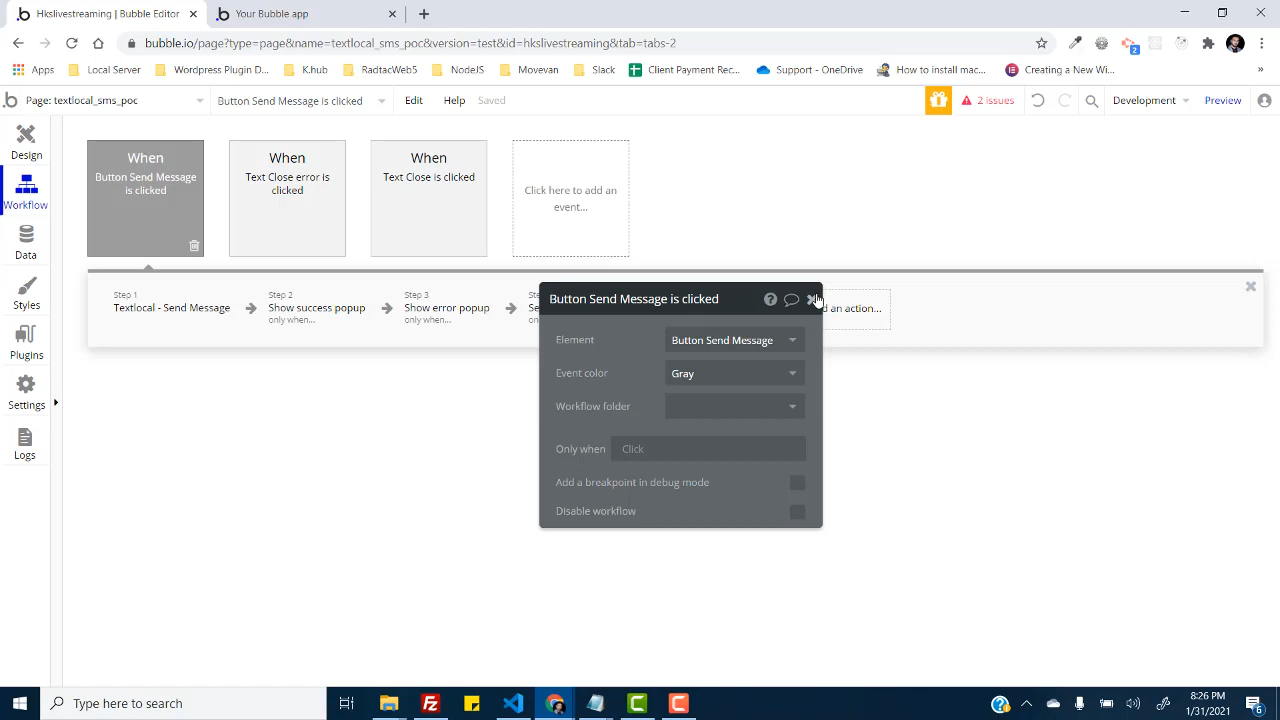 Hkslivestreaming | Bubble Editor
Your Bubble app
bubble.io/page?type=page&name=textlocal_sms_poc&version=test&id=hkslivestreaming&tab=tabs-2
2
Apps
Local Server
Wordpress Plugin D...
Khub
RadtacWeb5
NodeJS
Movevan
Slack
Client Payment Rec...
Support - OneDrive
How to install mac...
Creating a New Wi...
»
Page: textlocal_sms_poc
Button Send Message is clicked
Edit
Help
Saved
2 issues
Development
Preview
Design
Workflow
Data
Styles
Plugins
Settings
Logs
When
Button Send Message
is clicked
When
Text Close error is
clicked
When
Text Close is clicked
Click here to add an
event...
Step 1
Textlocal - Send Message
Step 2
Show success popup
only when...
Step 3
Show error popup
only when...
d an action...
Button Send Message is clicked
Element
Button Send Message
Event color
Gray
Workflow folder
Only when
Click
Add a breakpoint in debug mode
Disable workflow
Type here to search
8:26 PM
1/31/2021
6